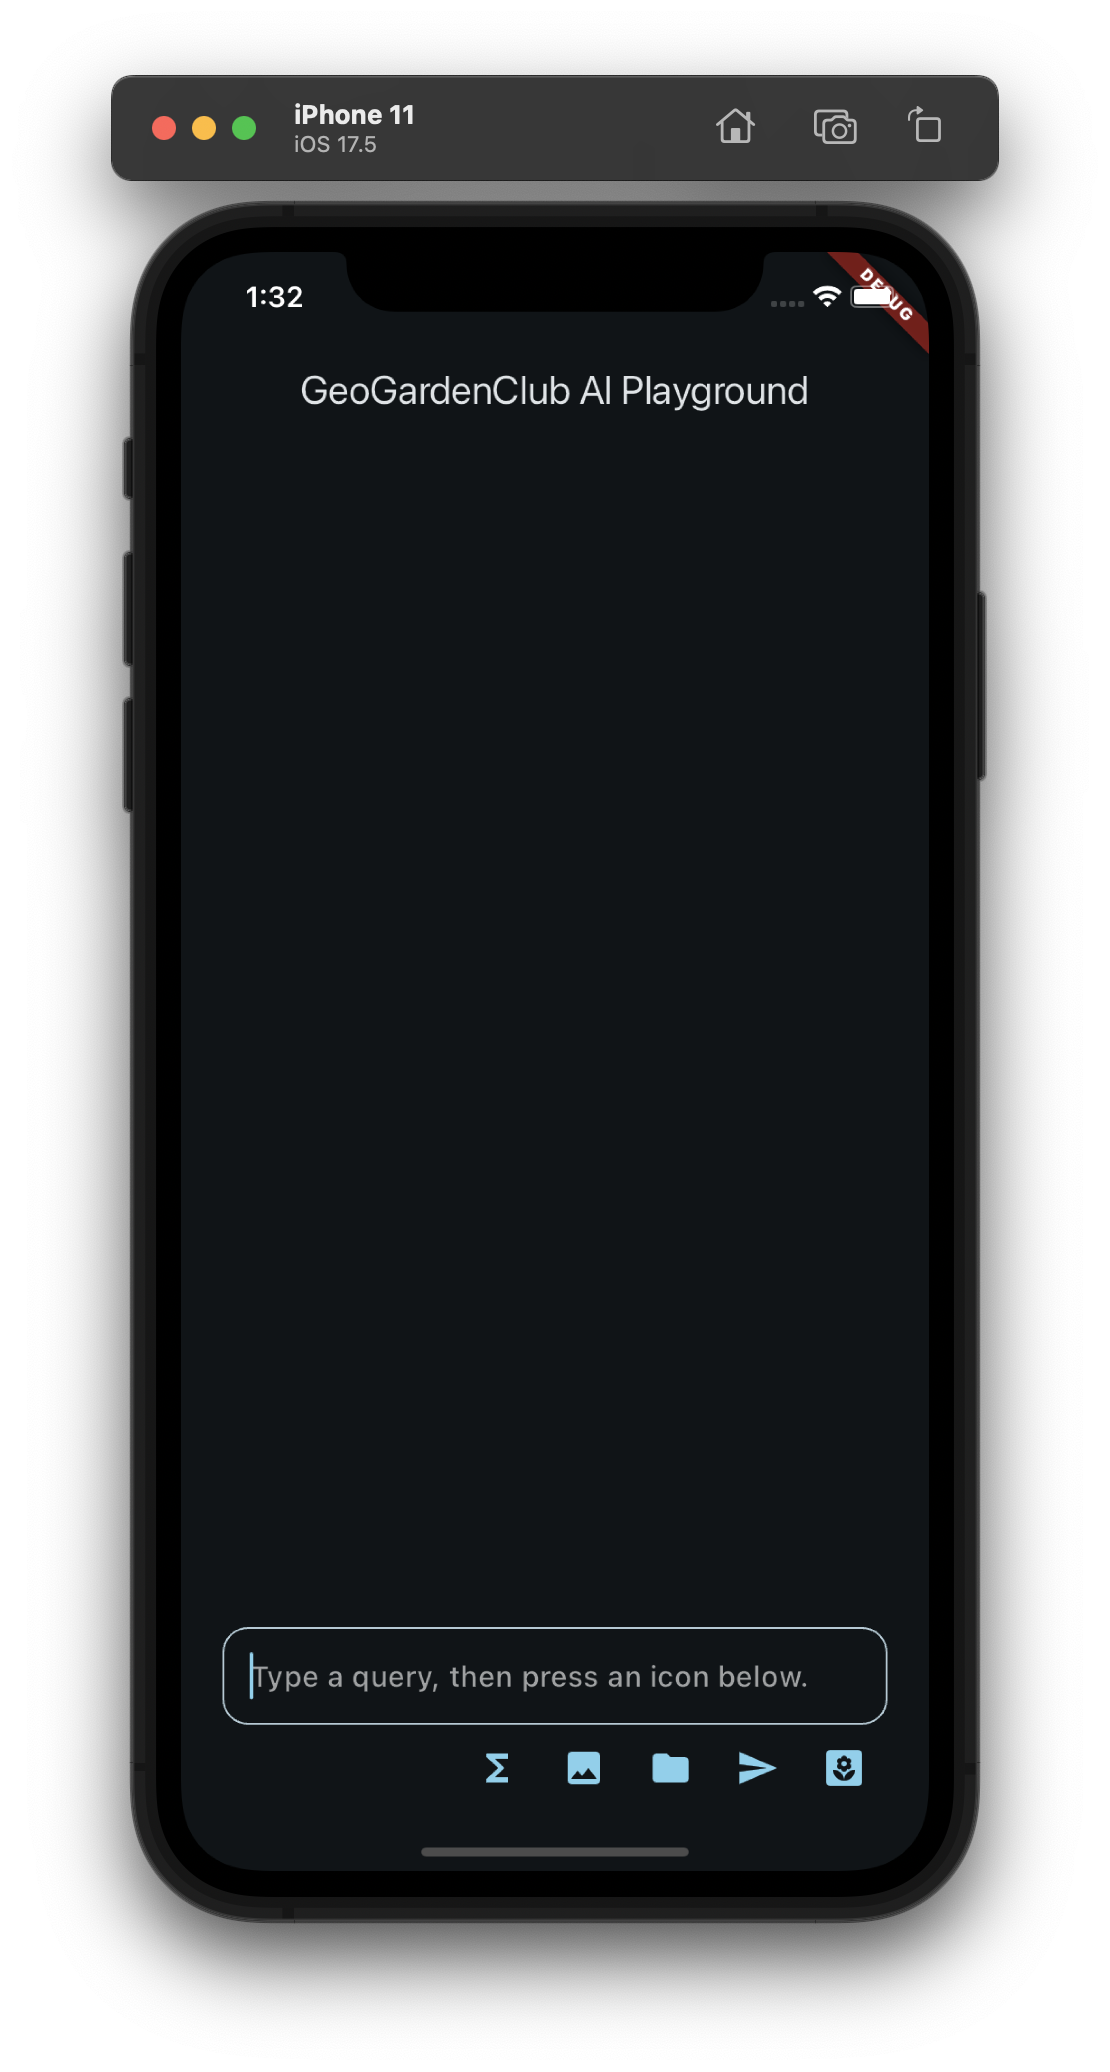 iPhone 11
iOS 17.5
1:32
DEBUG
GeoGardenClub AI Playground
Type a query, then press an icon below.